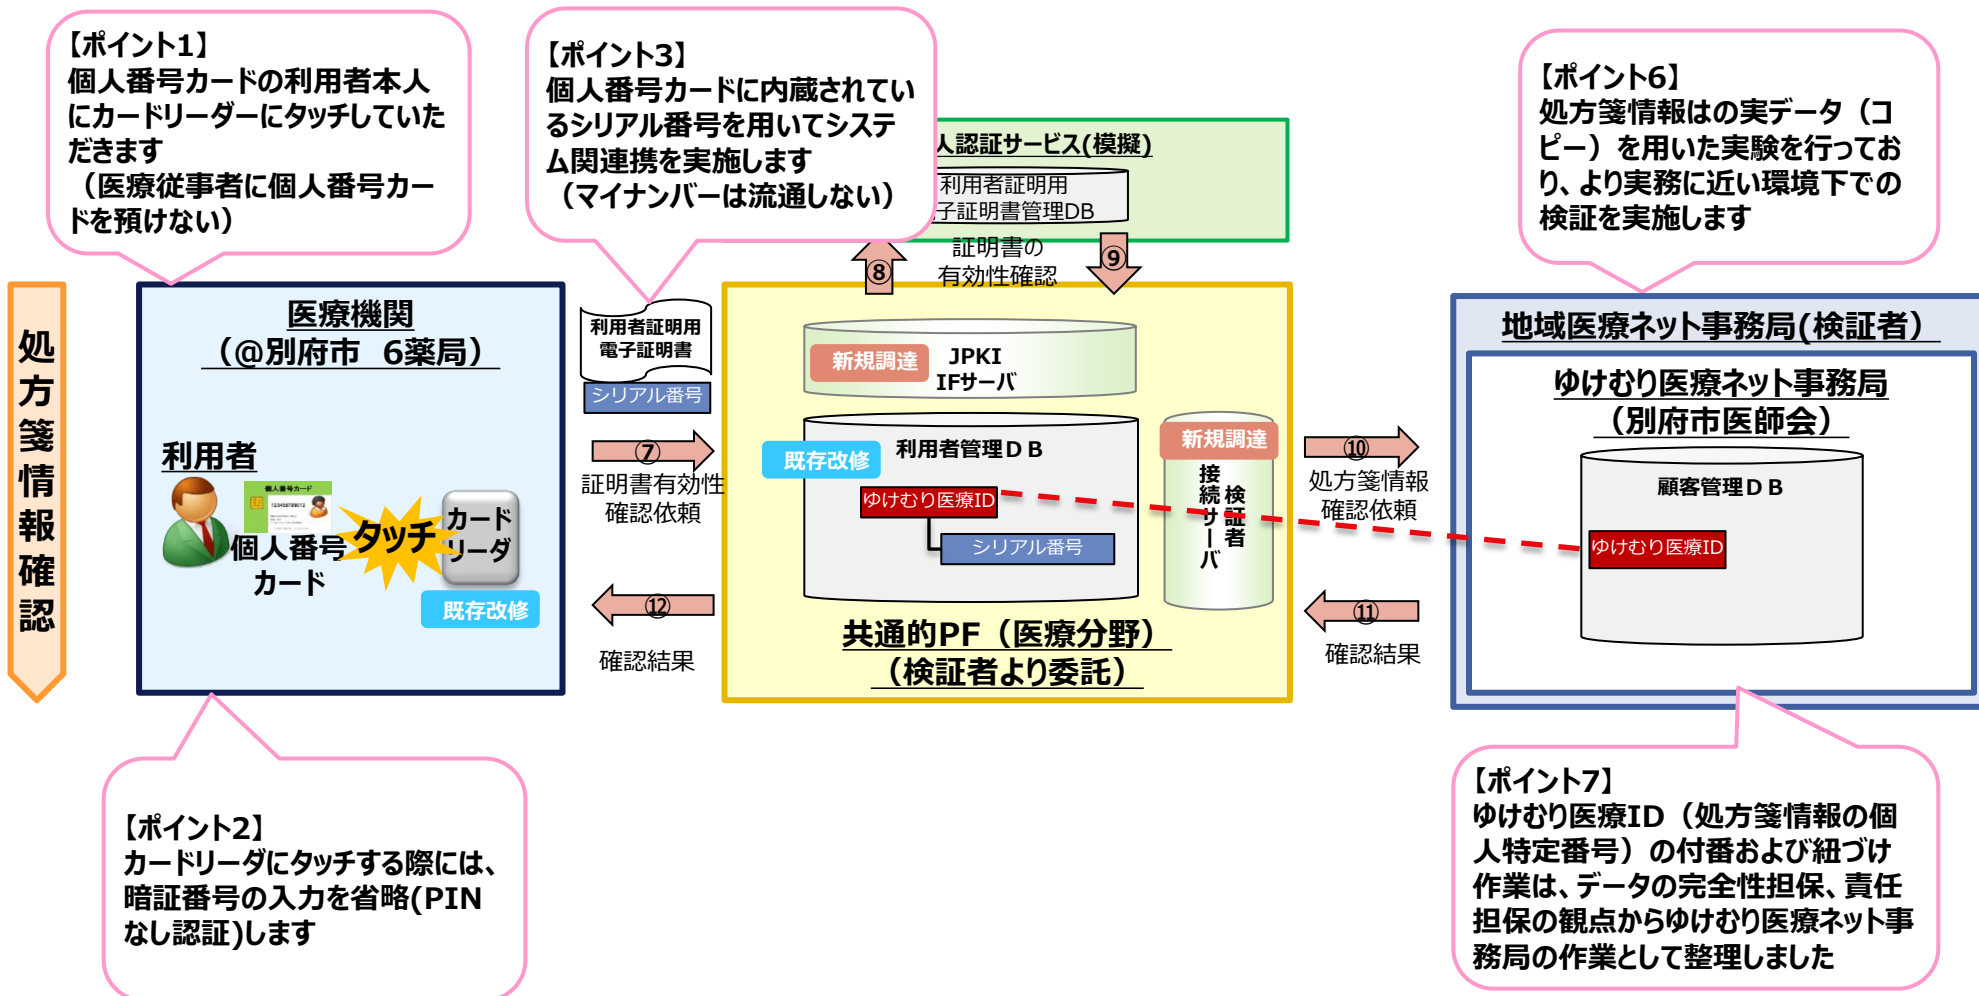 【ポイント1】
個人番号カードの利用者本人
にカードリーダーにタッチしていた
だきます
（医療従事者に個人番号カー
ドを預けない）
【ポイント3】
個人番号カードに内蔵されてい
るシリアル番号を用いてシステ
ム関連携を実施します
（マイナンバーは流通しない）
【ポイント6】
処方箋情報はの実データ（コ
ピー）を用いた実験を行ってお
り、より実務に近い環境下での
検証を実施します
人認証サービス(模擬)
利用者証明用
子証明書管理DB
⑧
証明書の
有効性確認
⑨
処方箋情報確認
医療機関
（@別府市 6薬局）
利用者
個人番号カード
123456789012
個人番号
カード
タッチ
カード
リーダ
既存改修
利用者証明用
電子証明書
シリアル番号
⑦
証明書有効性
確認依頼
⑫
確認結果
新規調達
JPKI
IFサーバ
利用者管理ＤＢ
既存改修
ゆけむり医療ID
シリアル番号
新規調達
検証者
接続サーバ
共通的PF（医療分野）
（検証者より委託）
⑩
処方箋情報
確認依頼
⑪
確認結果
地域医療ネット事務局(検証者）
ゆけむり医療ネット事務局
（別府市医師会）
顧客管理ＤＢ
ゆけむり医療ID
【ポイント2】
カードリーダにタッチする際には、
暗証番号の入力を省略(PIN
なし認証)します
【ポイント7】
ゆけむり医療ID（処方箋情報の個
人特定番号）の付番および紐づけ
作業は、データの完全性担保、責任
担保の観点からゆけむり医療ネット事
務局の作業として整理しました